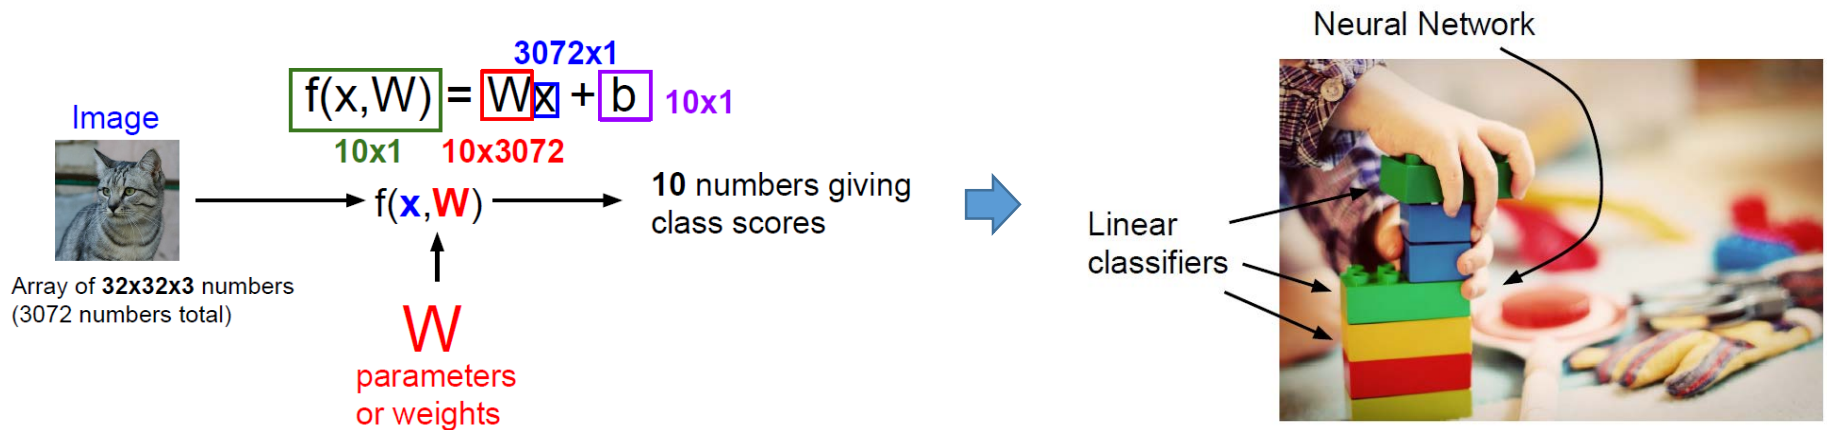 3072x1
f(x,W) = Wx + b 10x1
10x1 10x3072
Image
f(x,W)
10 numbers giving
class scores
Array of 32x32x3 numbers
(3072 numbers total)
W
parameters
or weights
Neural Network
Linear
classifiers